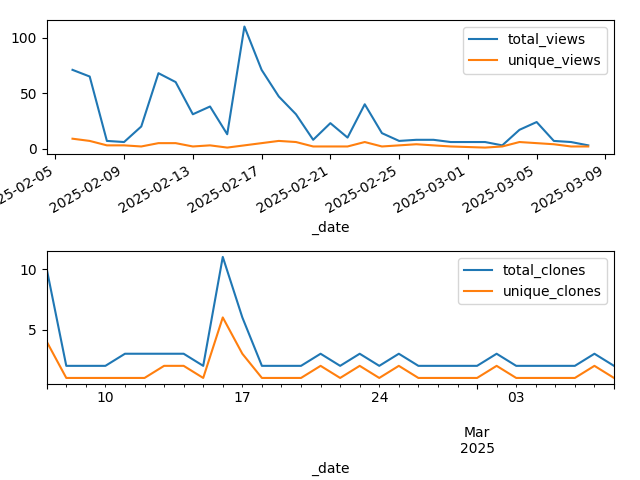 100
50
0
total_views
unique_views
2025-02-05
2025-02-09
2025-02-13
2025-02-17
2025-02-21
2025-02-25
2025-03-01
2025-03-05
2025-03-09
_date
10
5
total_clones
unique_clones
10
17
24
03
Mar
2025
_date